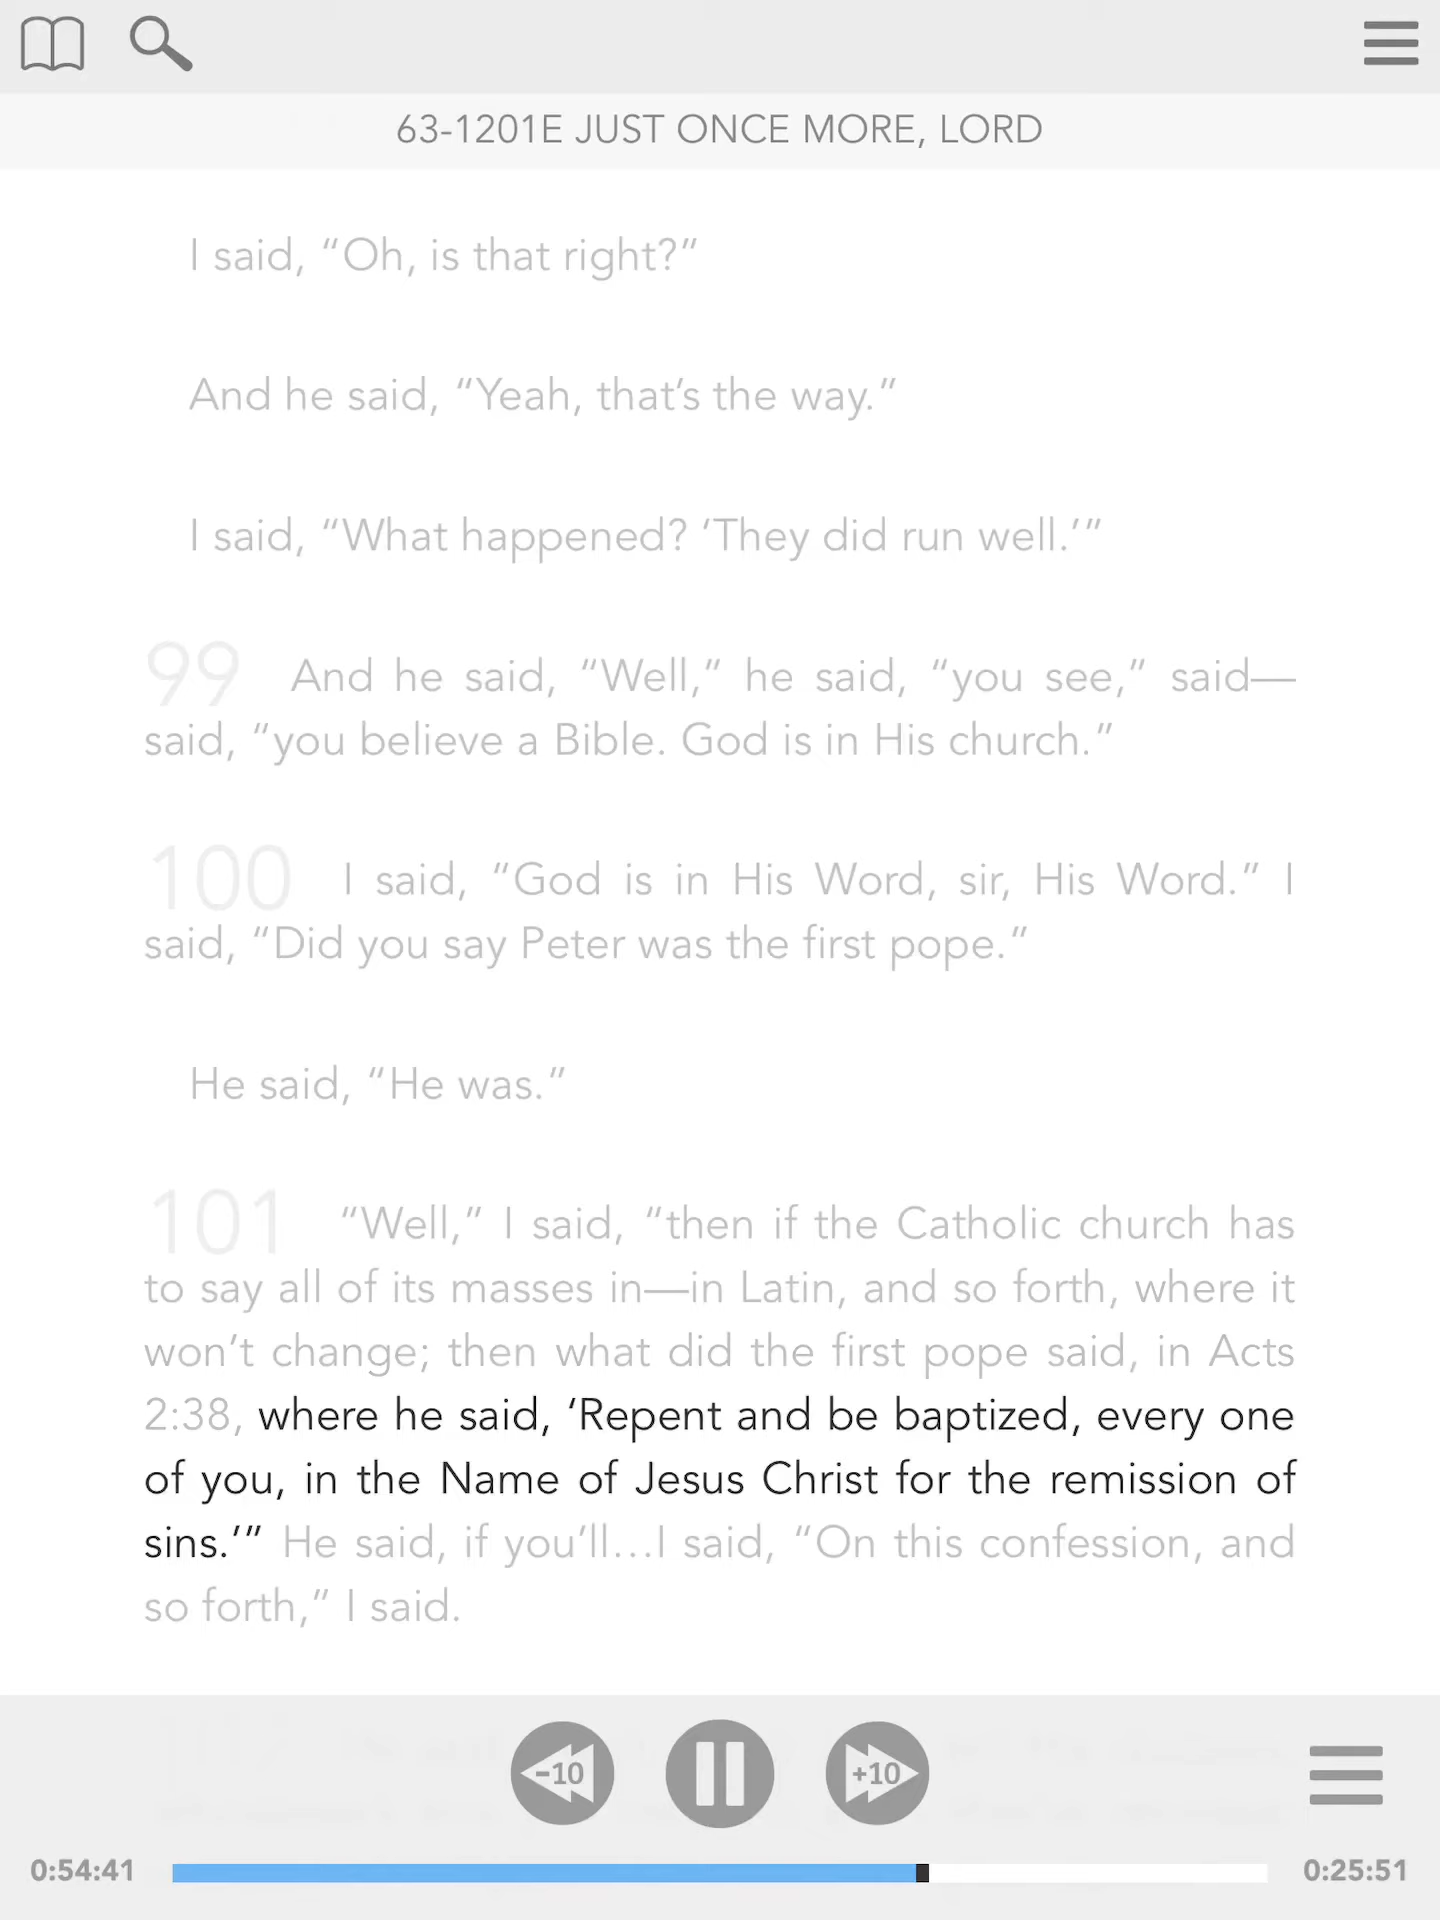 63-1201E JUST ONCE MORE, LORD
I said, “Oh, is that right?”
And he said, “Yeah, that’s the way.”
I said, “What happened? ‘They did run well.’”
99 And he said, “Well,” he said, “you see,” said—
said, “you believe a Bible. God is in His church.”
100 I said, “God is in His Word, sir, His Word.” I
said, “Did you say Peter was the first pope.”
He said, “He was.”
101 “Well,” I said, “then if the Catholic church has
to say all of its masses in—in Latin, and so forth, where it
won’t change; then what did the first pope said, in Acts
2:38, where he said, ‘Repent and be baptized, every one
of you, in the Name of Jesus Christ for the remission of
sins.’” He said, if you’ll…I said, “On this confession, and
so forth,” I said.
-10 +10
0:54:41 0:25:51